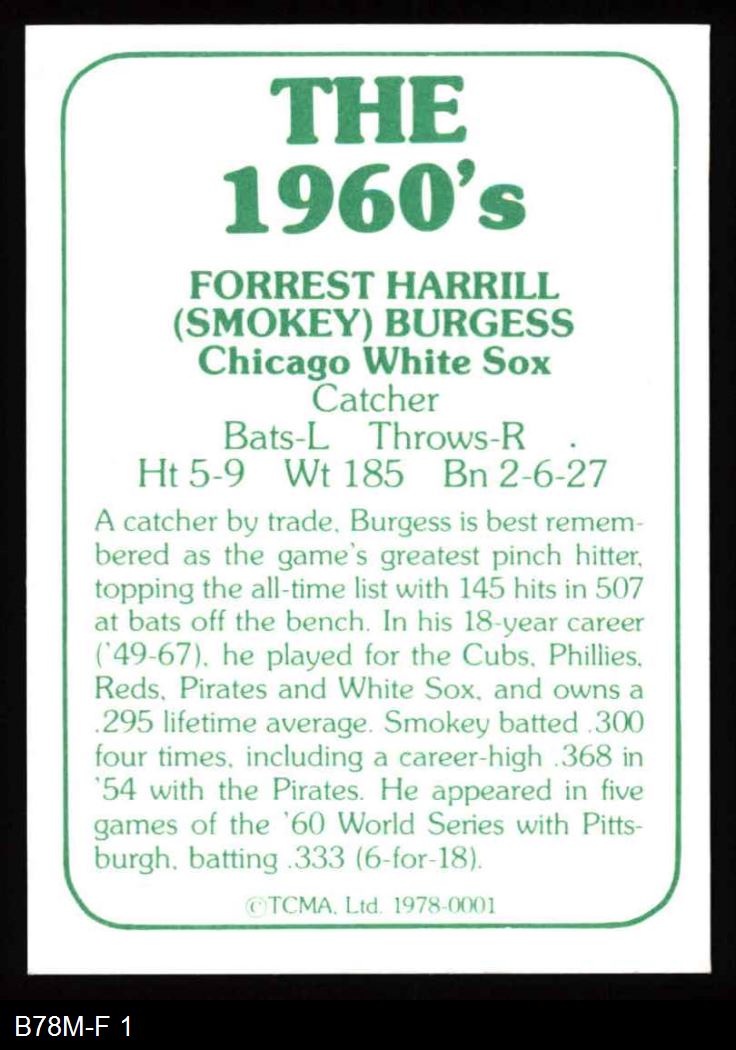 THE
1960's
FORREST HARRILL
(SMOKEY) BURGESS
Chicago White Sox
Catcher
Bats-L Throws-R
Ht 5-9 Wt 185 Bn 2-6-27
A catcher by trade, Burgess is best remem-
bered as the game's greatest pinch hitter,
topping the all-time list with 145 hits in 507
at bats off the bench. In his 18-year career
('49-67), he played for the Cubs, Phillies,
Reds, Pirates and White Sox, and owns a
.295 lifetime average. Smokey batted .300
four times, including a career-high .368 in
'54 with the Pirates. He appeared in five
games of the '60 World Series with Pitts-
burgh, batting .333 (6-for-18).
©TCMA, Ltd. 1978-0001
B78M-F 1